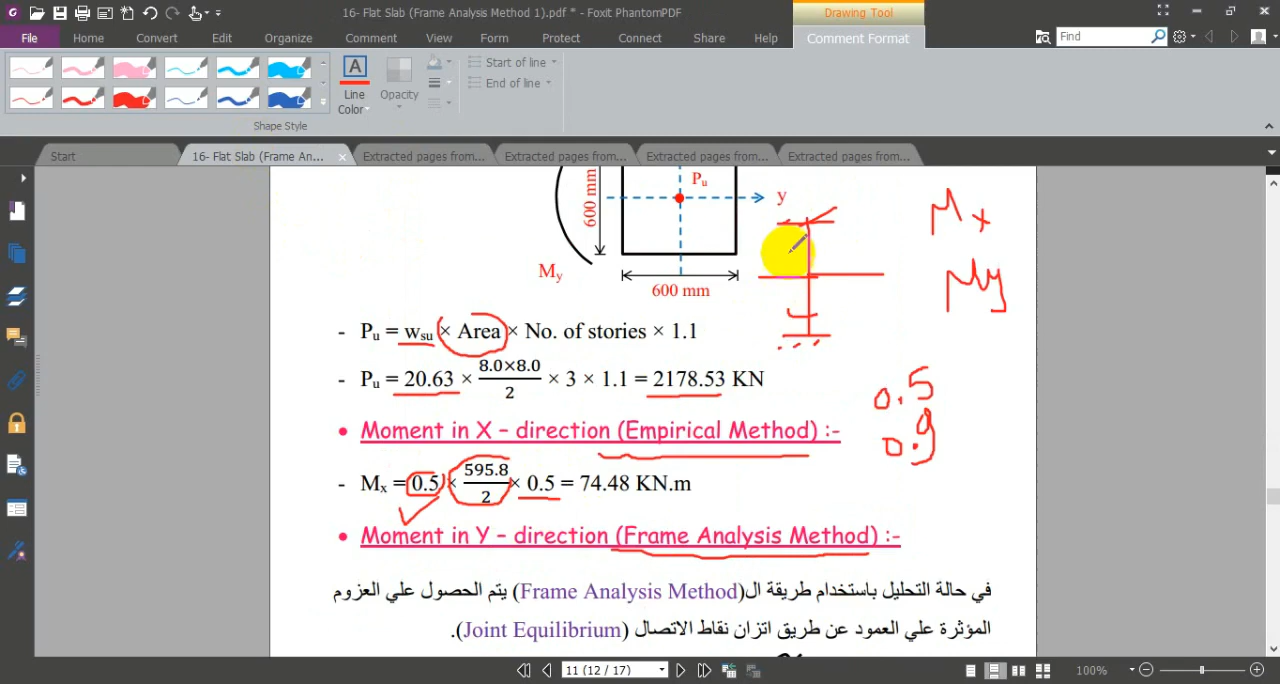 16- Flat Slab (Frame Analysis Method 1).pdf * - Foxit PhantomPDF
Drawing Tool
File Home Convert Edit Organize Comment View Form Protect Connect Share Help Comment Format
Find
A
Line Color
Opacity
Start of line
End of line
Shape Style
Start
16- Flat Slab (Frame An...
Extracted pages from...
Extracted pages from...
Extracted pages from...
Extracted pages from...
Pu
y
600 mm
My
600 mm
Mx
My
- Pu = wsu × Area × No. of stories × 1.1
- Pu = 20.63 × 8.0×8.0/2 × 3 × 1.1 = 2178.53 KN
0.5
0.9
• Moment in X – direction (Empirical Method) :-
- Mx = 0.5 × 595.8/2 × 0.5 = 74.48 KN.m
• Moment in Y – direction (Frame Analysis Method) :-
في حالة التحليل باستخدام طريقة ال(Frame Analysis Method) يتم الحصول علي العزوم
المؤثرة علي العمود عن طريق اتزان نقاط الاتصال (Joint Equilibrium).
11 (12 / 17)
100%